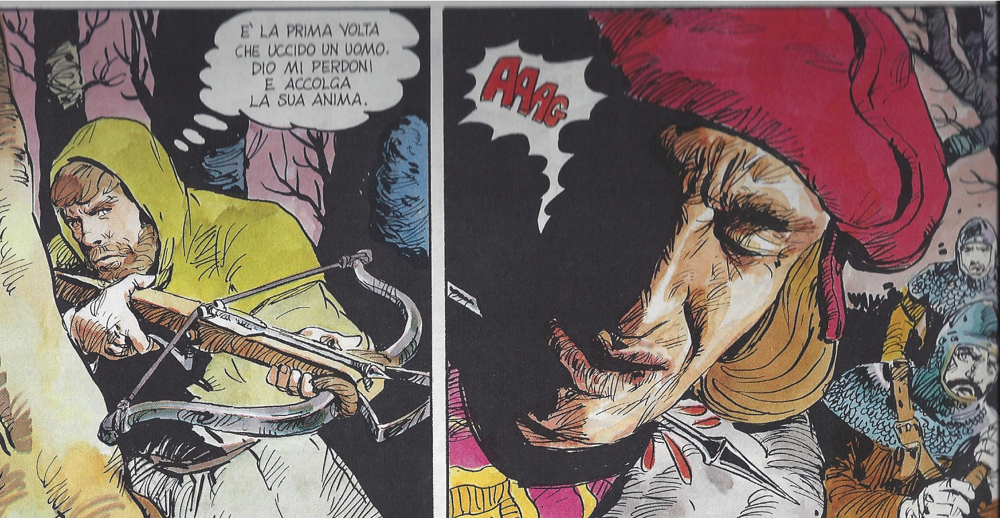 E' LA PRIMA VOLTA
CHE UCCIDO UN UOMO.
DIO MI PERDONI
E ACCOLGA
LA SUA ANIMA.
AAAG